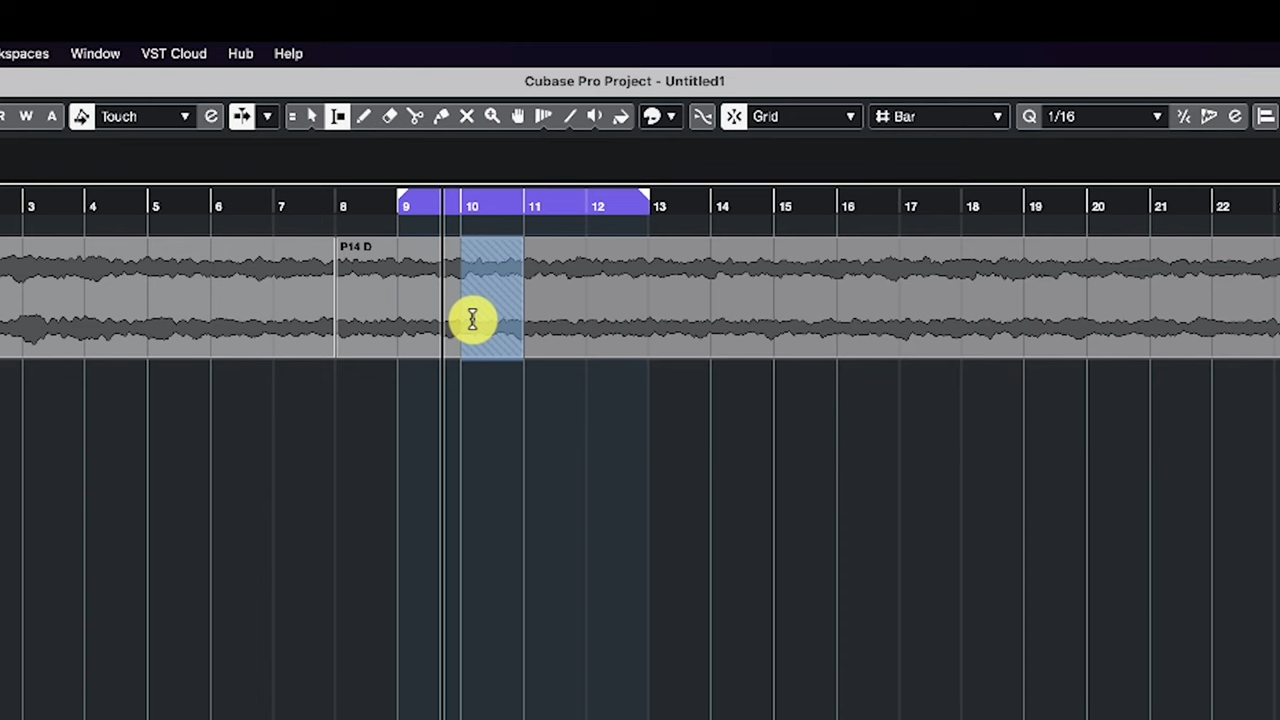 kspaces Window VST Cloud Hub Help
Cubase Pro Project - Untitled1
R W A Touch e Grid Bar Q 1/16 e
3 4 5 6 7 8 9 10 11 12 13 14 15 16 17 18 19 20 21 22
P14 D